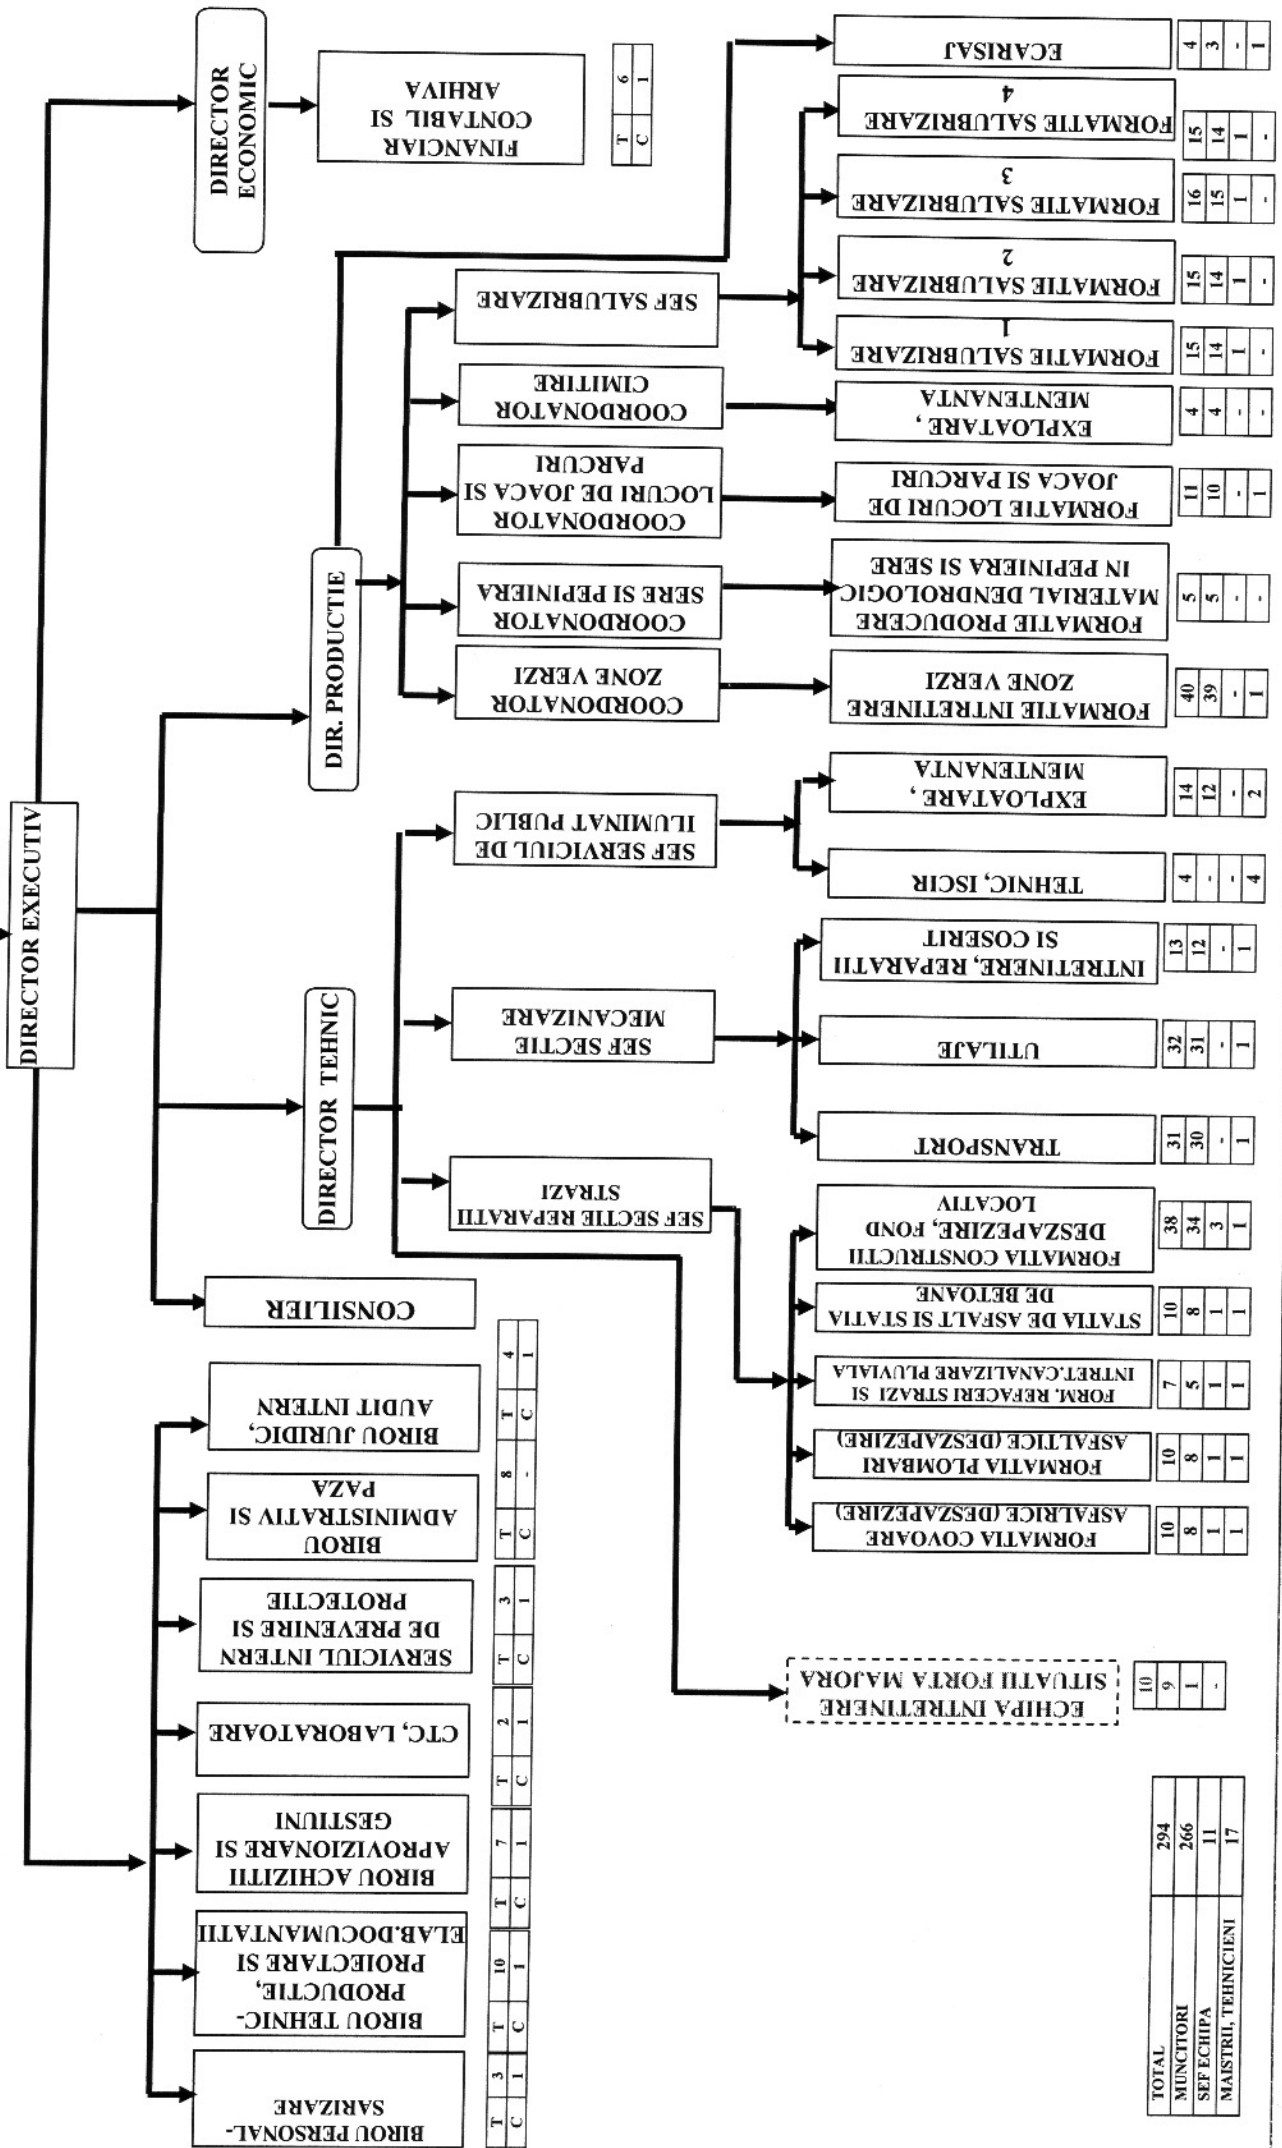 DIRECTOR EXECUTIV
DIRECTOR
ECONOMIC
FINANCIAR
CONTABIL SI
ARHIVA
T 6
C 1
DIR. PRODUCTIE
DIRECTOR TEHNIC
CONSILIER
BIROU PERSONAL-
SARIZARE
T 3
C 1
BIROU TEHNIC-
PRODUCTIE,
PROIECTARE SI
ELAB.DOCUMANTATII
T 10
C 1
BIROU ACHIZITII
APROVIZIONARE SI
GESTIUNI
T 7
C 1
CTC, LABORATOARE
T 2
C 1
SERVICIUL INTERN
DE PREVENIRE SI
PROTECTIE
T 3
C 1
BIROU
ADMINISTRATIV SI
PAZA
T 8
C -
BIROU JURIDIC,
AUDIT INTERN
T 4
C 1
SEF SECTIE REPARATII
STRAZI
SEF SECTIE
MECANIZARE
SEF SERVICIUL DE
ILUMINAT PUBLIC
COORDONATOR
ZONE VERZI
COORDONATOR
SERE SI PEPINIERA
COORDONATOR
LOCURI DE JOACA SI
PARCURI
COORDONATOR
CIMITIRE
SEF SALUBRIZARE
ECHIPA INTRETINERE
SITUATII FORTA MAJORA
10
9
1
-
FORMATIA COVOARE
ASFALRICE (DESZAPEZIRE)
10
8
1
1
FORMATIA PLOMBARI
ASFALTICE (DESZAPEZIRE)
10
8
1
1
FORM. REFACERI STRAZI SI
INTRET.CANALIZARE PLUVIALA
7
5
1
1
STATIA DE ASFALT SI STATIA
DE BETOANE
10
8
1
1
FORMATIA CONSTRUCTII
DESZAPEZIRE, FOND
LOCATIV
38
34
3
1
TRANSPORT
31
30
-
1
UTILAJE
32
31
-
1
INTRETINERE, REPARATII
SI COSERIT
13
12
-
1
TEHNIC, ISCIR
4
-
-
4
EXPLOATARE,
MENTENANTA
14
12
-
2
FORMATIE INTRETINERE
ZONE VERZI
40
39
-
1
FORMATIE PRODUCERE
MATERIAL DENDROLOGIC
IN PEPINIERA SI SERE
5
5
-
-
FORMATIE LOCURI DE
JOACA SI PARCURI
11
10
-
1
EXPLOATARE,
MENTENANTA
4
4
-
-
FORMATIE SALUBRIZARE
1
15
14
1
-
FORMATIE SALUBRIZARE
2
15
14
1
-
FORMATIE SALUBRIZARE
3
16
15
1
-
FORMATIE SALUBRIZARE
4
15
14
1
-
ECARISAJ
4
3
-
1
TOTAL 294
MUNCITORI 266
SEF ECHIPA 11
MAISTRII, TEHNICIENI 17